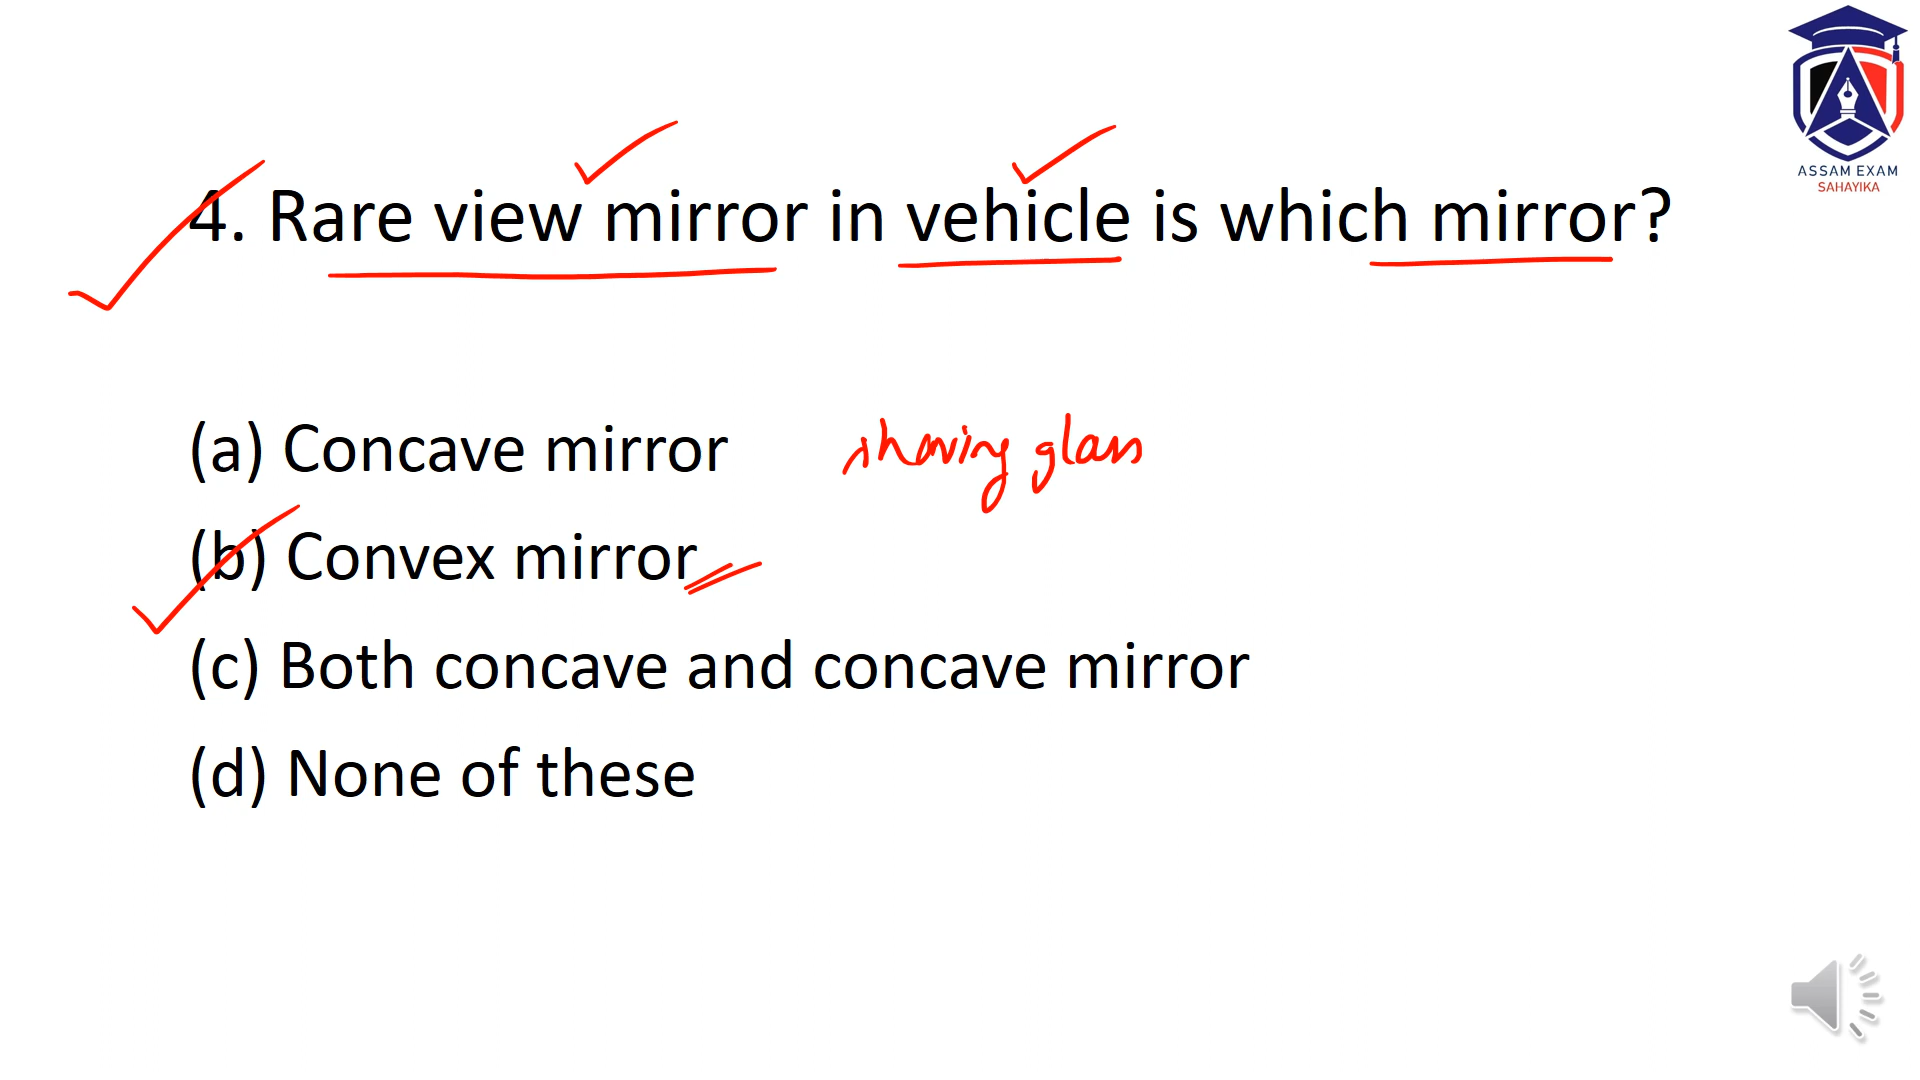 ASSAM EXAM
SAHAYIKA
4. Rare view mirror in vehicle is which mirror?
(a) Concave mirror shaving glass
(b) Convex mirror
(c) Both concave and concave mirror
(d) None of these